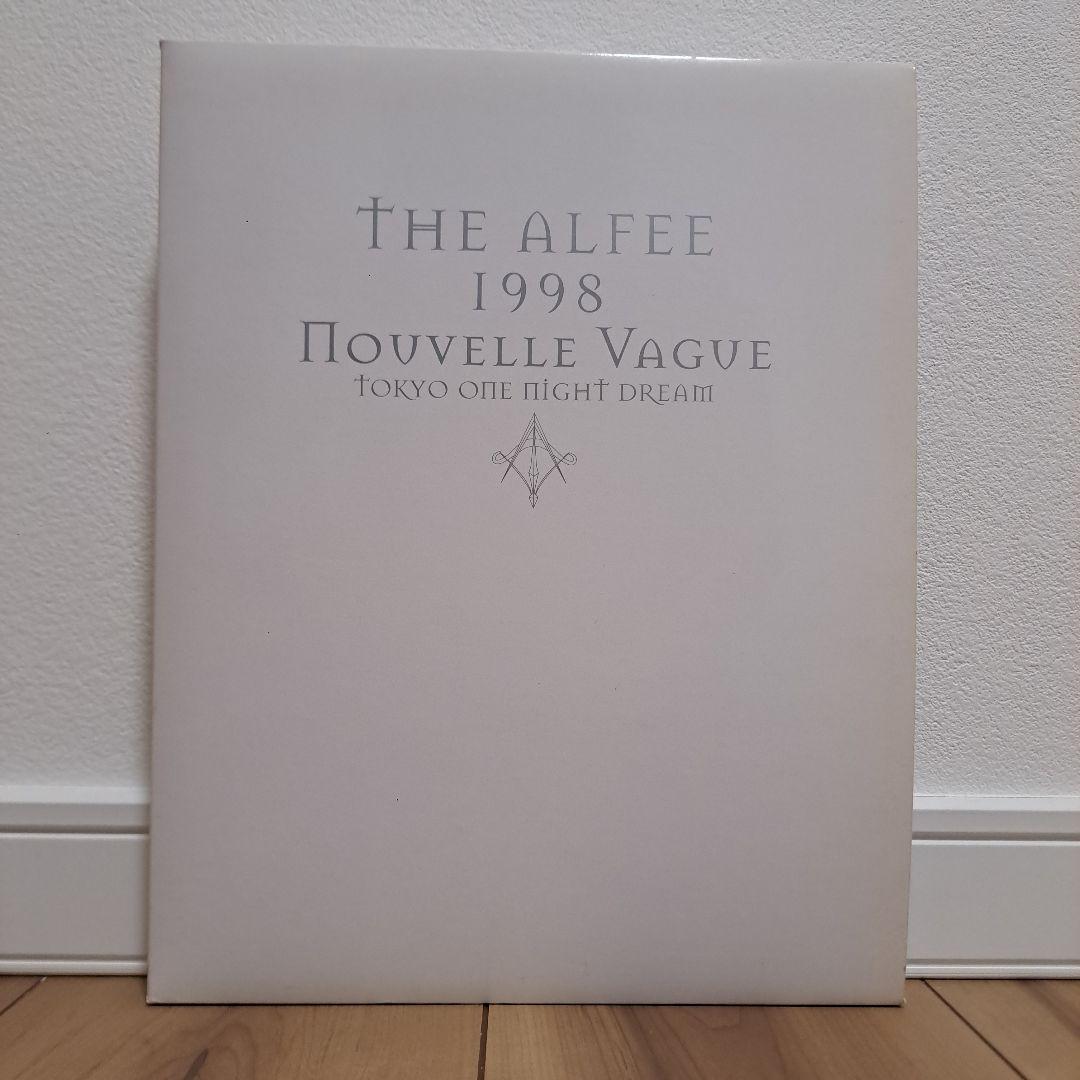 THE ALFEE
1998
NOUVELLE VAGUE
TOKYO ONE NIGHT DREAM